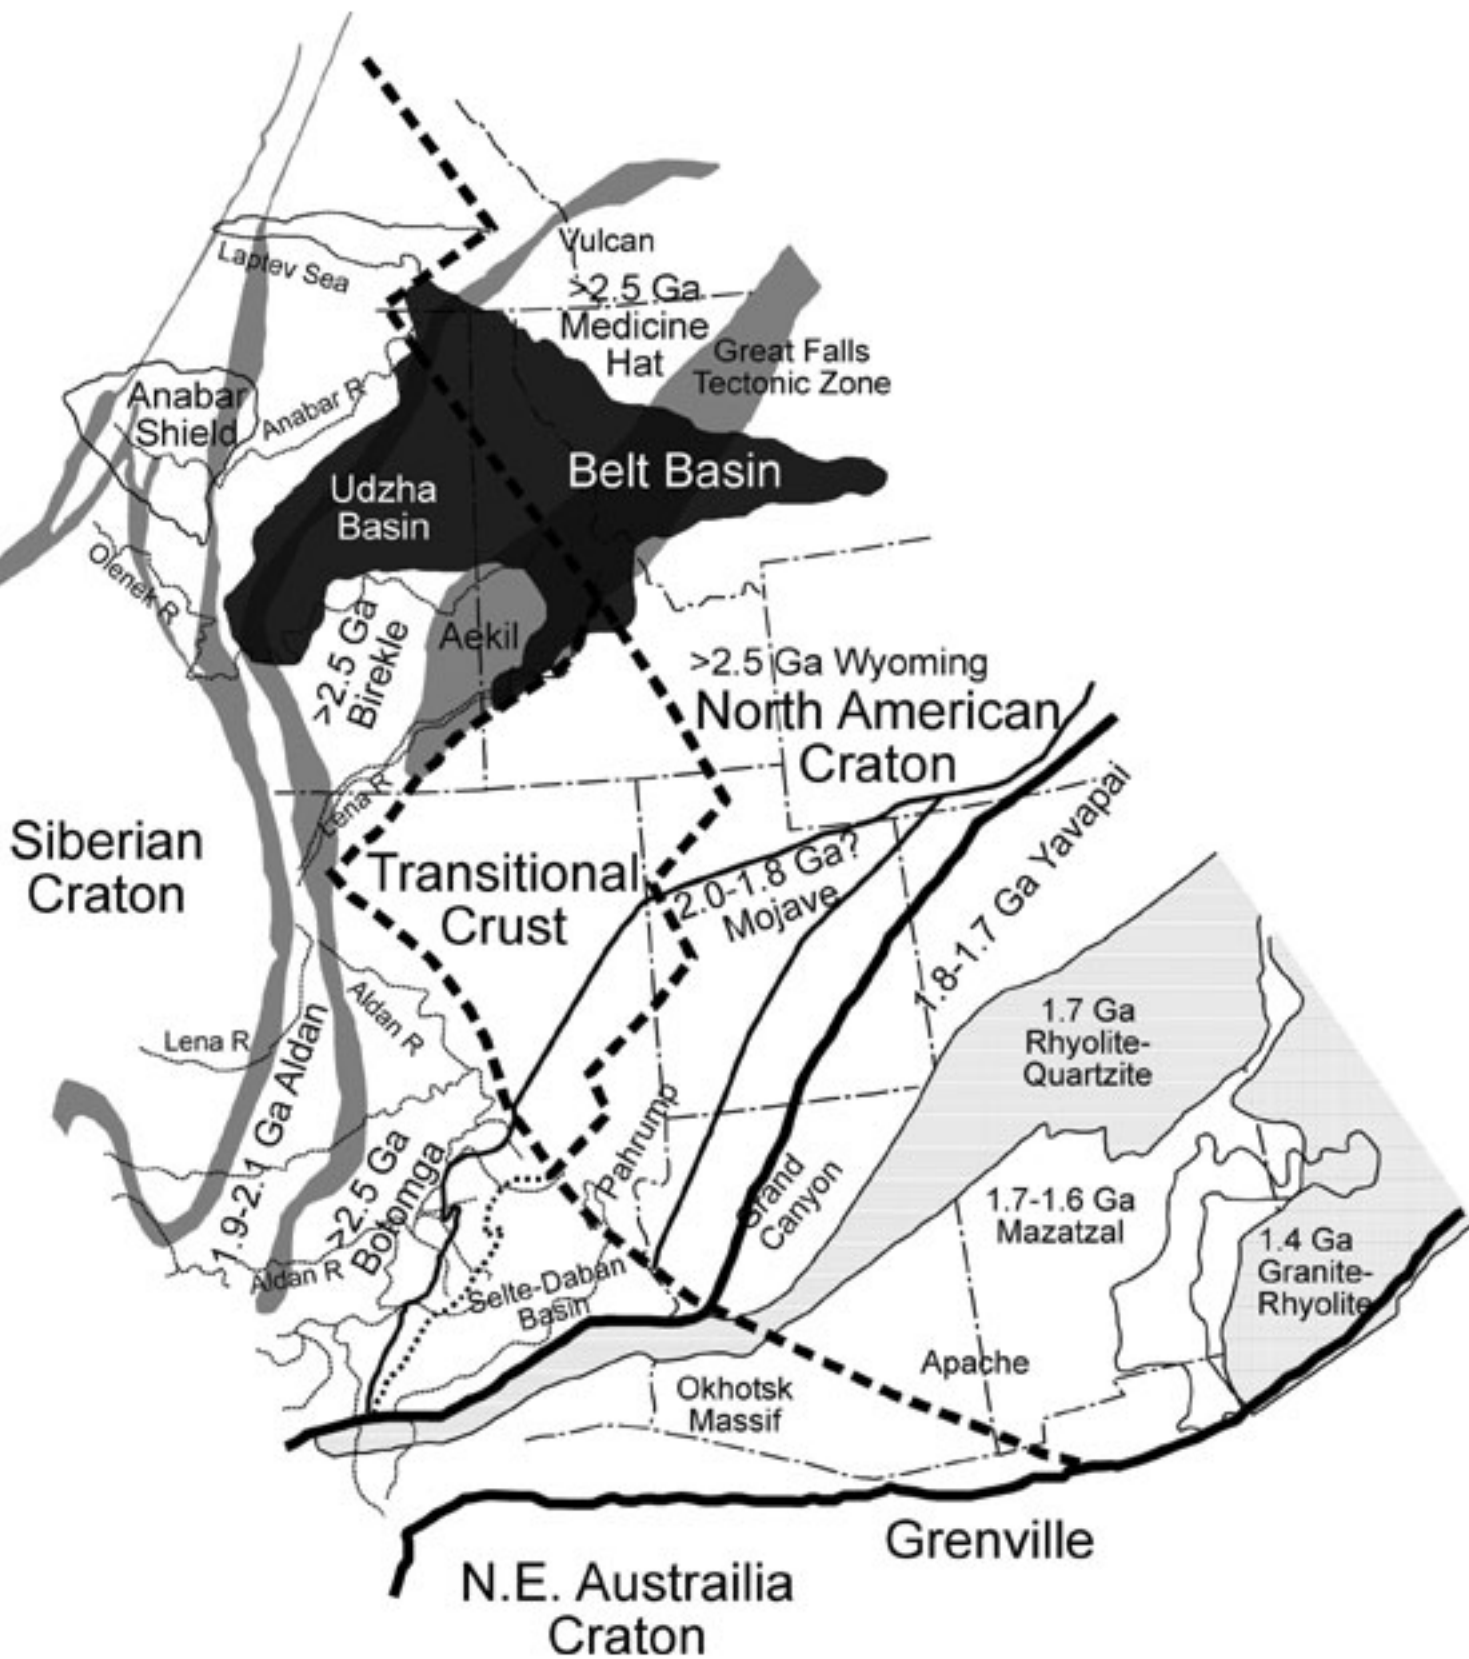 Laptev Sea
Vulcan
>2.5 Ga
Medicine
Hat
Great Falls
Tectonic Zone
Anabar
Shield
Anabar R
Udzha
Basin
Belt Basin
Olenek R
>2.5 Ga
Birekle
Aekil
>2.5 Ga Wyoming
North American
Craton
Lena R
Siberian
Craton
Transitional
Crust
2.0-1.8 Ga?
Mojave
1.8-1.7 Ga Yavapai
Aldan R
Lena R
1.9-2.1 Ga Aldan
1.7 Ga
Rhyolite-
Quartzite
>2.5 Ga
Botomga
Pahrump
Grand
Canyon
1.7-1.6 Ga
Mazatzal
1.4 Ga
Granite-
Rhyolite
Aldan R
Selte-Daban
Basin
Okhotsk
Massif
Apache
Grenville
N.E. Austrailia
Craton